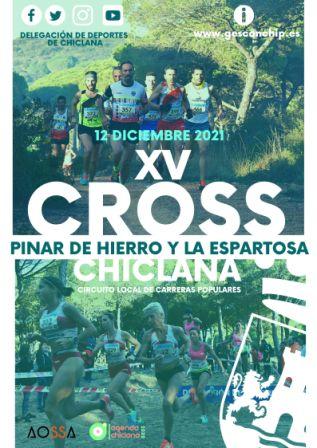 DELEGACIÓN DE DEPORTES
DE CHICLANA
www.gesconchip.es
12 DICIEMBRE 2021
XV
CROSS
PINAR DE HIERRO Y LA ESPARTOSA
CHICLANA
CIRCUITO LOCAL DE CARRERAS POPULARES
AOSSA
agenda
chiclana